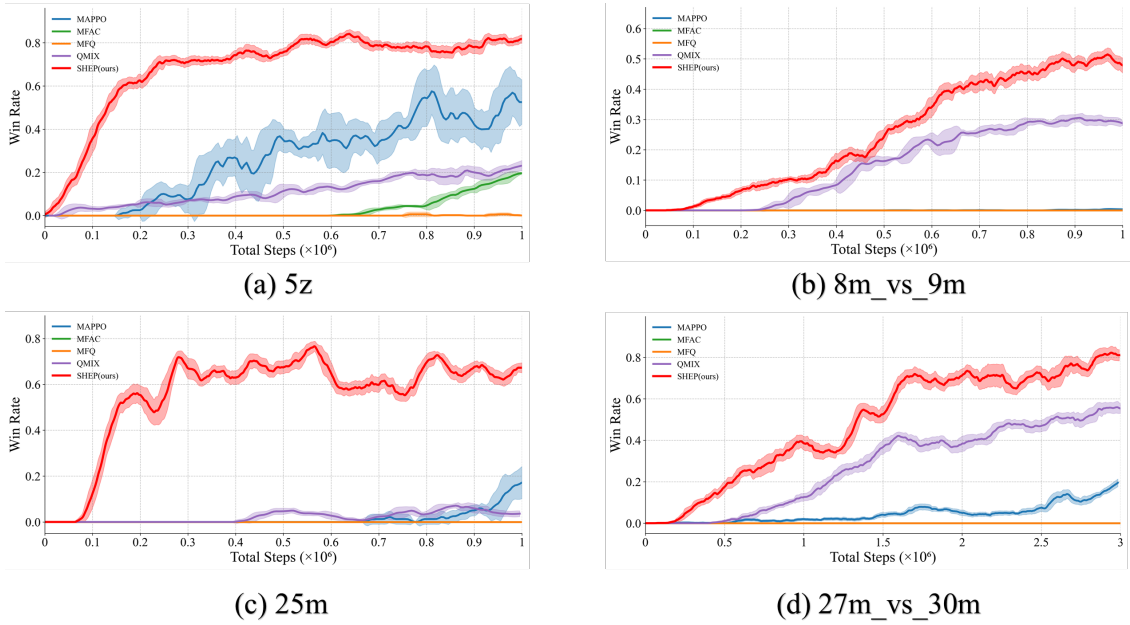 MAPPO
MFAC
MFQ
QMIX
SHEP(ours)
Win Rate
0.8
0.6
0.4
0.2
0.0
0 0.1 0.2 0.3 0.4 0.5 0.6 0.7 0.8 0.9 1
Total Steps (×10⁶)
(a) 5z
MAPPO
MFAC
MFQ
QMIX
SHEP(ours)
Win Rate
0.6
0.5
0.4
0.3
0.2
0.1
0.0
0 0.1 0.2 0.3 0.4 0.5 0.6 0.7 0.8 0.9 1
Total Steps (×10⁶)
(b) 8m_vs_9m
MAPPO
MFAC
MFQ
QMIX
SHEP(ours)
Win Rate
0.8
0.6
0.4
0.2
0.0
0 0.1 0.2 0.3 0.4 0.5 0.6 0.7 0.8 0.9 1
Total Steps (×10⁶)
(c) 25m
MAPPO
MFAC
MFQ
QMIX
SHEP(ours)
Win Rate
0.8
0.6
0.4
0.2
0.0
0 0.5 1 1.5 2 2.5 3
Total Steps (×10⁶)
(d) 27m_vs_30m